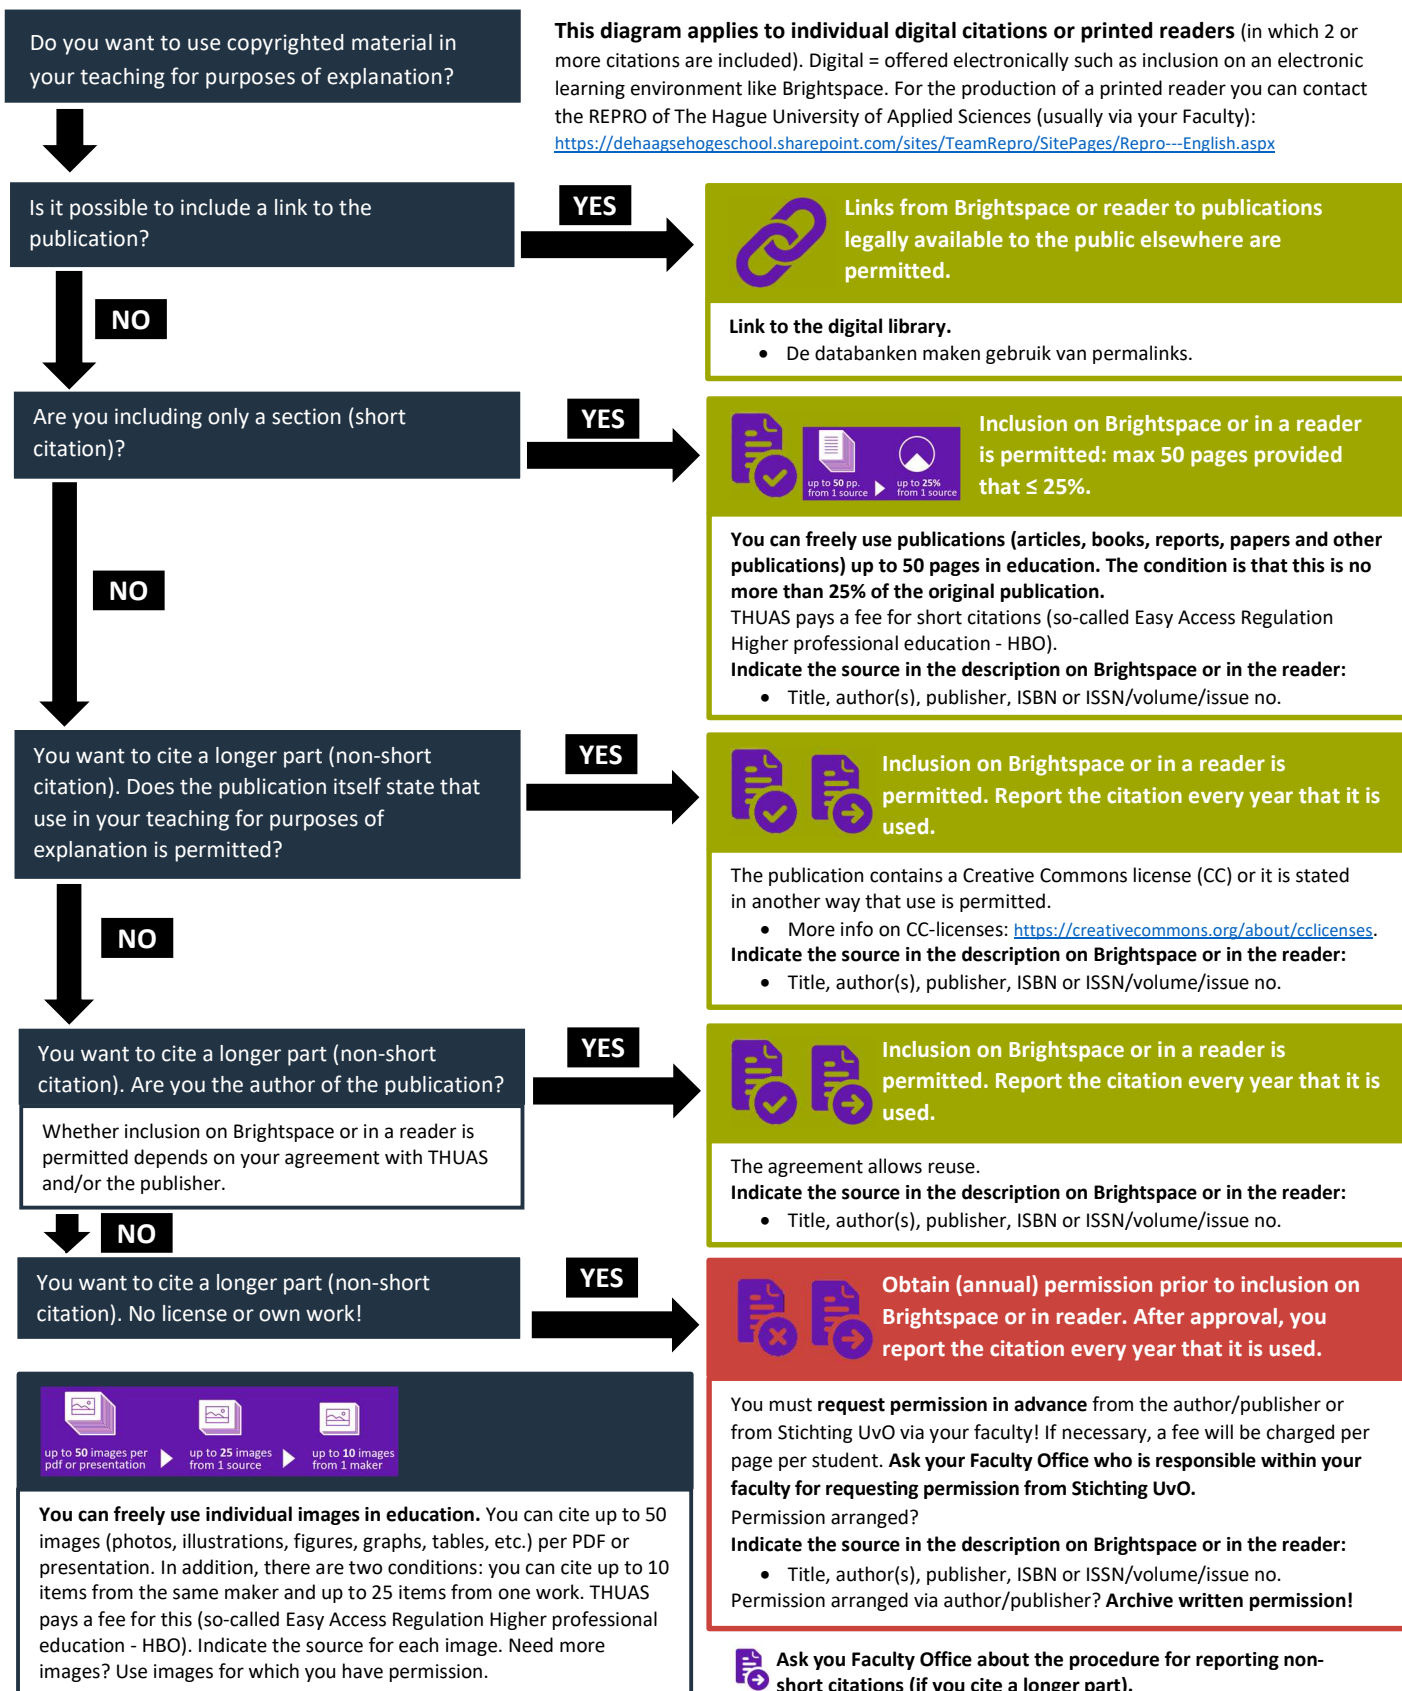 Do you want to use copyrighted material in
your teaching for purposes of explanation?
This diagram applies to individual digital citations or printed readers (in which 2 or
more citations are included). Digital = offered electronically such as inclusion on an electronic
learning environment like Brightspace. For the production of a printed reader you can contact
the REPRO of The Hague University of Applied Sciences (usually via your Faculty):
https://dehaagsehogeschool.sharepoint.com/sites/TeamRepro/SitePages/Repro---English.aspx
Is it possible to include a link to the
publication?
YES
Links from Brightspace or reader to publications
legally available to the public elsewhere are
permitted.
Link to the digital library.
• De databanken maken gebruik van permalinks.
NO
Are you including only a section (short
citation)?
YES
up to 50 pp.
from 1 source
up to 25%
from 1 source
Inclusion on Brightspace or in a reader
is permitted: max 50 pages provided
that ≤ 25%.
You can freely use publications (articles, books, reports, papers and other
publications) up to 50 pages in education. The condition is that this is no
more than 25% of the original publication.
THUAS pays a fee for short citations (so-called Easy Access Regulation
Higher professional education - HBO).
Indicate the source in the description on Brightspace or in the reader:
• Title, author(s), publisher, ISBN or ISSN/volume/issue no.
NO
You want to cite a longer part (non-short
citation). Does the publication itself state that
use in your teaching for purposes of
explanation is permitted?
YES
Inclusion on Brightspace or in a reader is
permitted. Report the citation every year that it is
used.
The publication contains a Creative Commons license (CC) or it is stated
in another way that use is permitted.
• More info on CC-licenses: https://creativecommons.org/about/cclicenses.
Indicate the source in the description on Brightspace or in the reader:
• Title, author(s), publisher, ISBN or ISSN/volume/issue no.
NO
You want to cite a longer part (non-short
citation). Are you the author of the publication?
Whether inclusion on Brightspace or in a reader is
permitted depends on your agreement with THUAS
and/or the publisher.
YES
Inclusion on Brightspace or in a reader is
permitted. Report the citation every year that it is
used.
The agreement allows reuse.
Indicate the source in the description on Brightspace or in the reader:
• Title, author(s), publisher, ISBN or ISSN/volume/issue no.
NO
You want to cite a longer part (non-short
citation). No license or own work!
YES
Obtain (annual) permission prior to inclusion on
Brightspace or in reader. After approval, you
report the citation every year that it is used.
You must request permission in advance from the author/publisher or
from Stichting UvO via your faculty! If necessary, a fee will be charged per
page per student. Ask your Faculty Office who is responsible within your
faculty for requesting permission from Stichting UvO.
Permission arranged?
Indicate the source in the description on Brightspace or in the reader:
• Title, author(s), publisher, ISBN or ISSN/volume/issue no.
Permission arranged via author/publisher? Archive written permission!
up to 50 images per
pdf or presentation
up to 25 images
from 1 source
up to 10 images
from 1 maker
You can freely use individual images in education. You can cite up to 50
images (photos, illustrations, figures, graphs, tables, etc.) per PDF or
presentation. In addition, there are two conditions: you can cite up to 10
items from the same maker and up to 25 items from one work. THUAS
pays a fee for this (so-called Easy Access Regulation Higher professional
education - HBO). Indicate the source for each image. Need more
images? Use images for which you have permission.
Ask you Faculty Office about the procedure for reporting non-
short citations (if you cite a longer part).